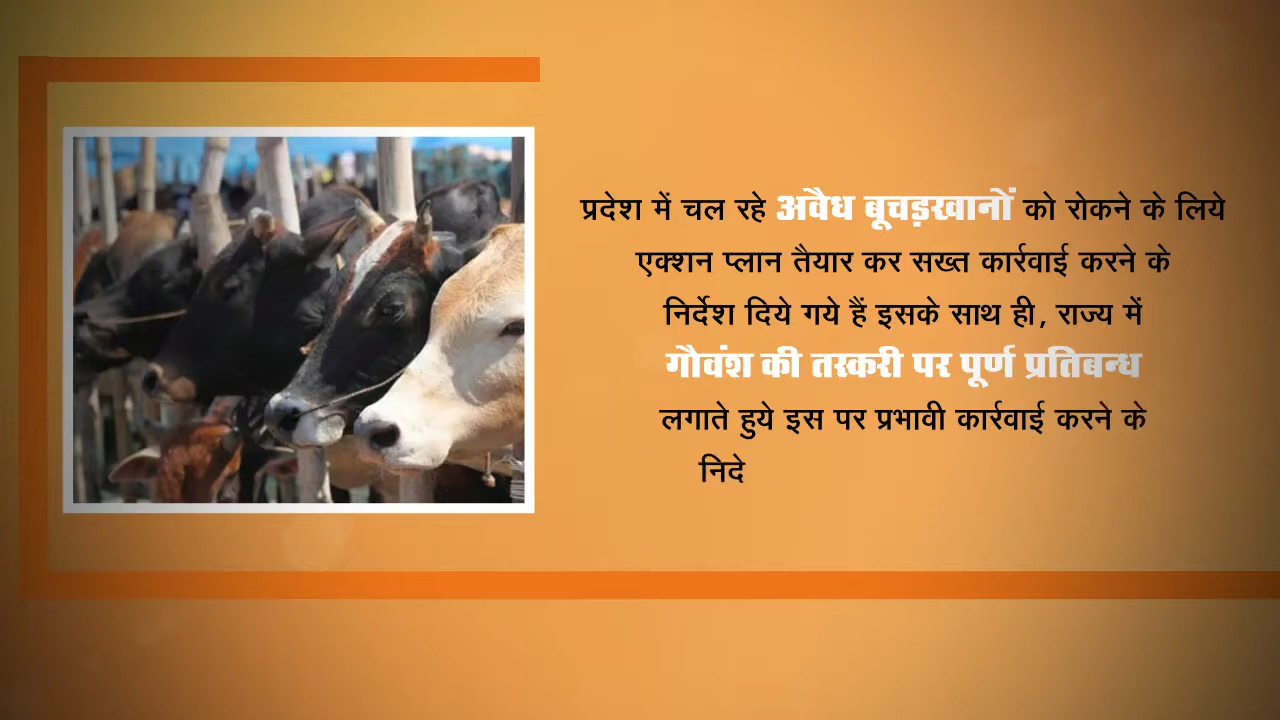 प्रदेश में चल रहे अवैध बूचड़खानों को रोकने के लिये
एक्शन प्लान तैयार कर सख्त कार्रवाई करने के
निर्देश दिये गये हैं इसके साथ ही, राज्य में
गौवंश की तस्करी पर पूर्ण प्रतिबन्ध
लगाते हुये इस पर प्रभावी कार्रवाई करने के
निदे